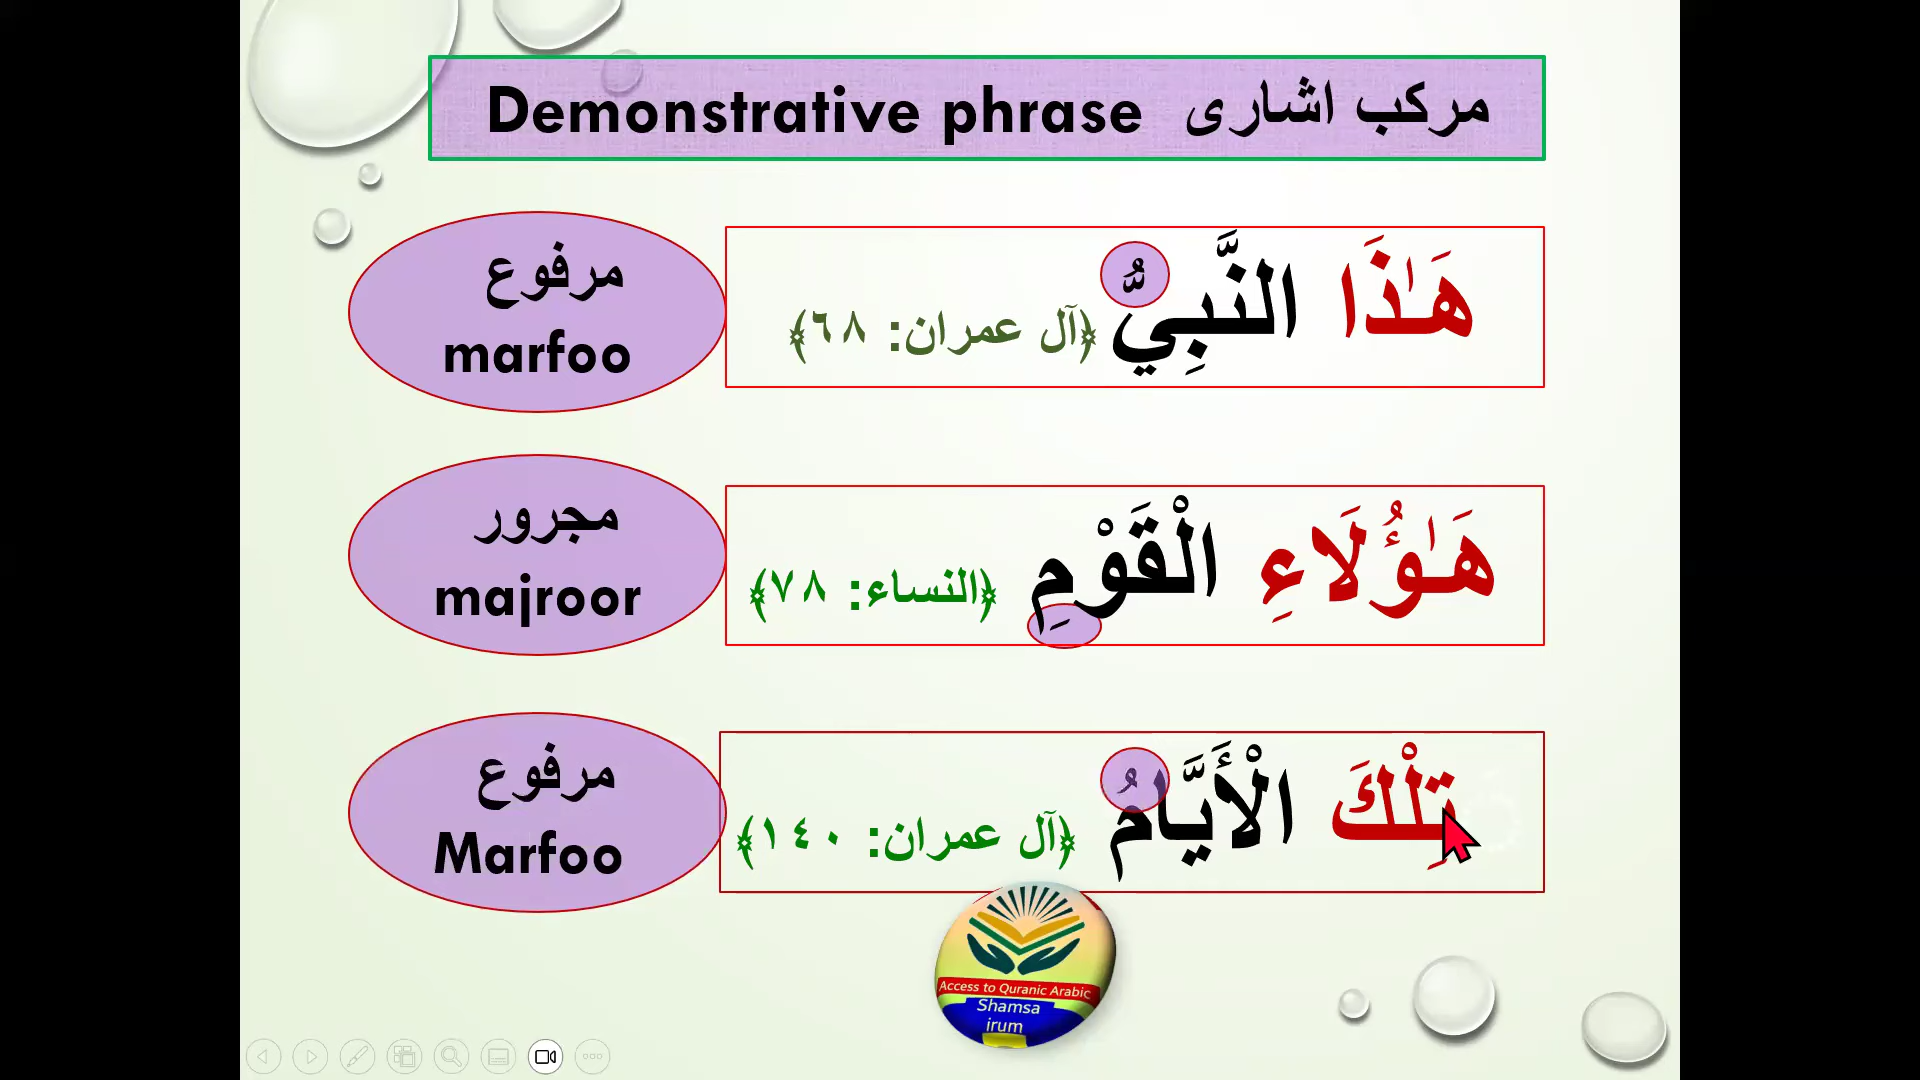 Demonstrative phrase مرکب اشاری
هَـٰذَا النَّبِيُّ ﴿آل عمران: ٦٨﴾
مرفوع
marfoo
هَـٰؤُلَاءِ الْقَوْمِ ﴿النساء: ٧٨﴾
مجرور
majroor
تِلْكَ الْأَيَّامُ ﴿آل عمران: ١٤٠﴾
مرفوع
Marfoo
Access to Quranic Arabic
Shamsa
irum